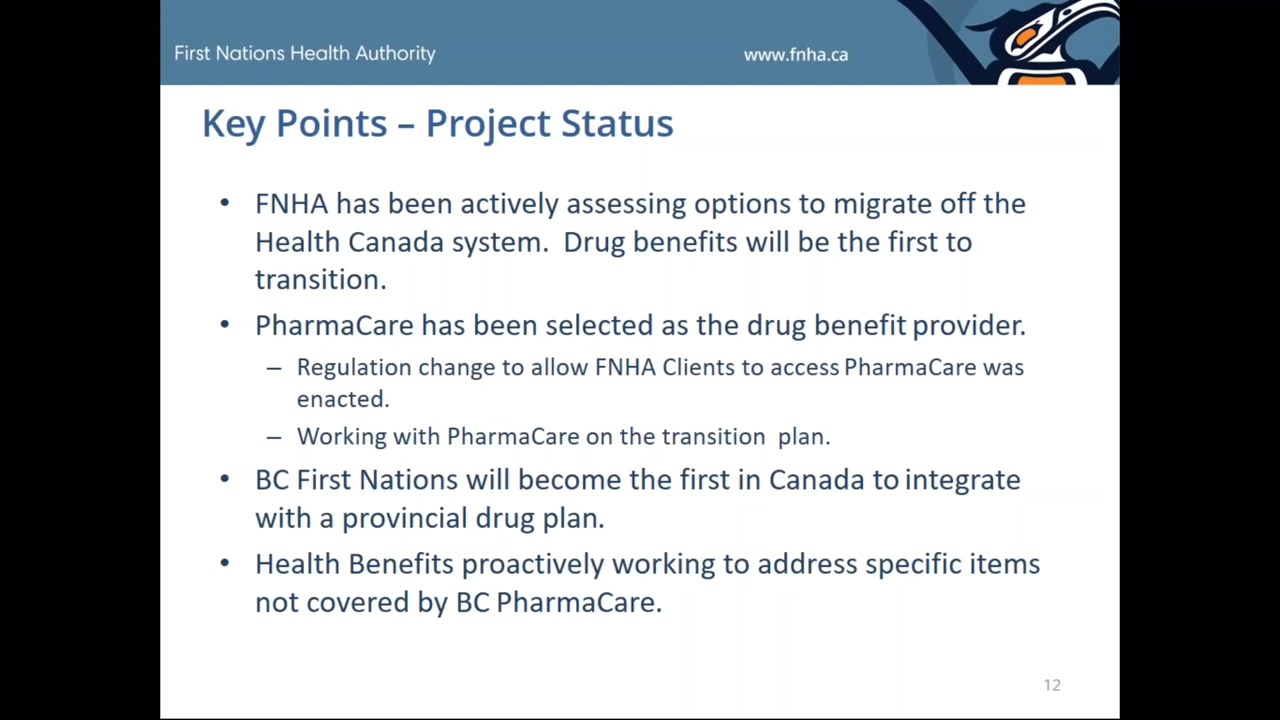 First Nations Health Authority
www.fnha.ca
Key Points – Project Status
• FNHA has been actively assessing options to migrate off the
Health Canada system.  Drug benefits will be the first to
transition.
• PharmaCare has been selected as the drug benefit provider.
– Regulation change to allow FNHA Clients to access PharmaCare was
enacted.
– Working with PharmaCare on the transition  plan.
• BC First Nations will become the first in Canada to integrate
with a provincial drug plan.
• Health Benefits proactively working to address specific items
not covered by BC PharmaCare.
12